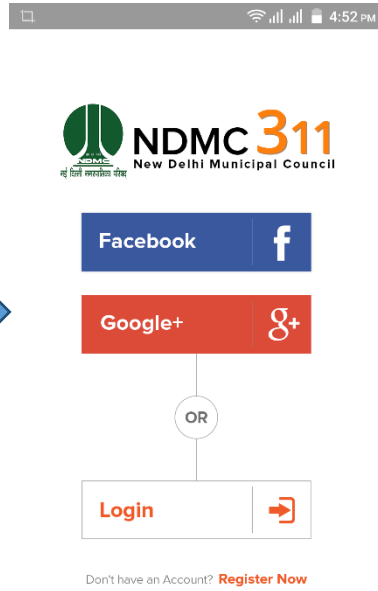 4:52 PM
NDMC 311
New Delhi Municipal Council
NDMC
नई दिल्ली नगरपालिका परिषद
Facebook f
Google+ g+
OR
Login
Don't have an Account? Register Now